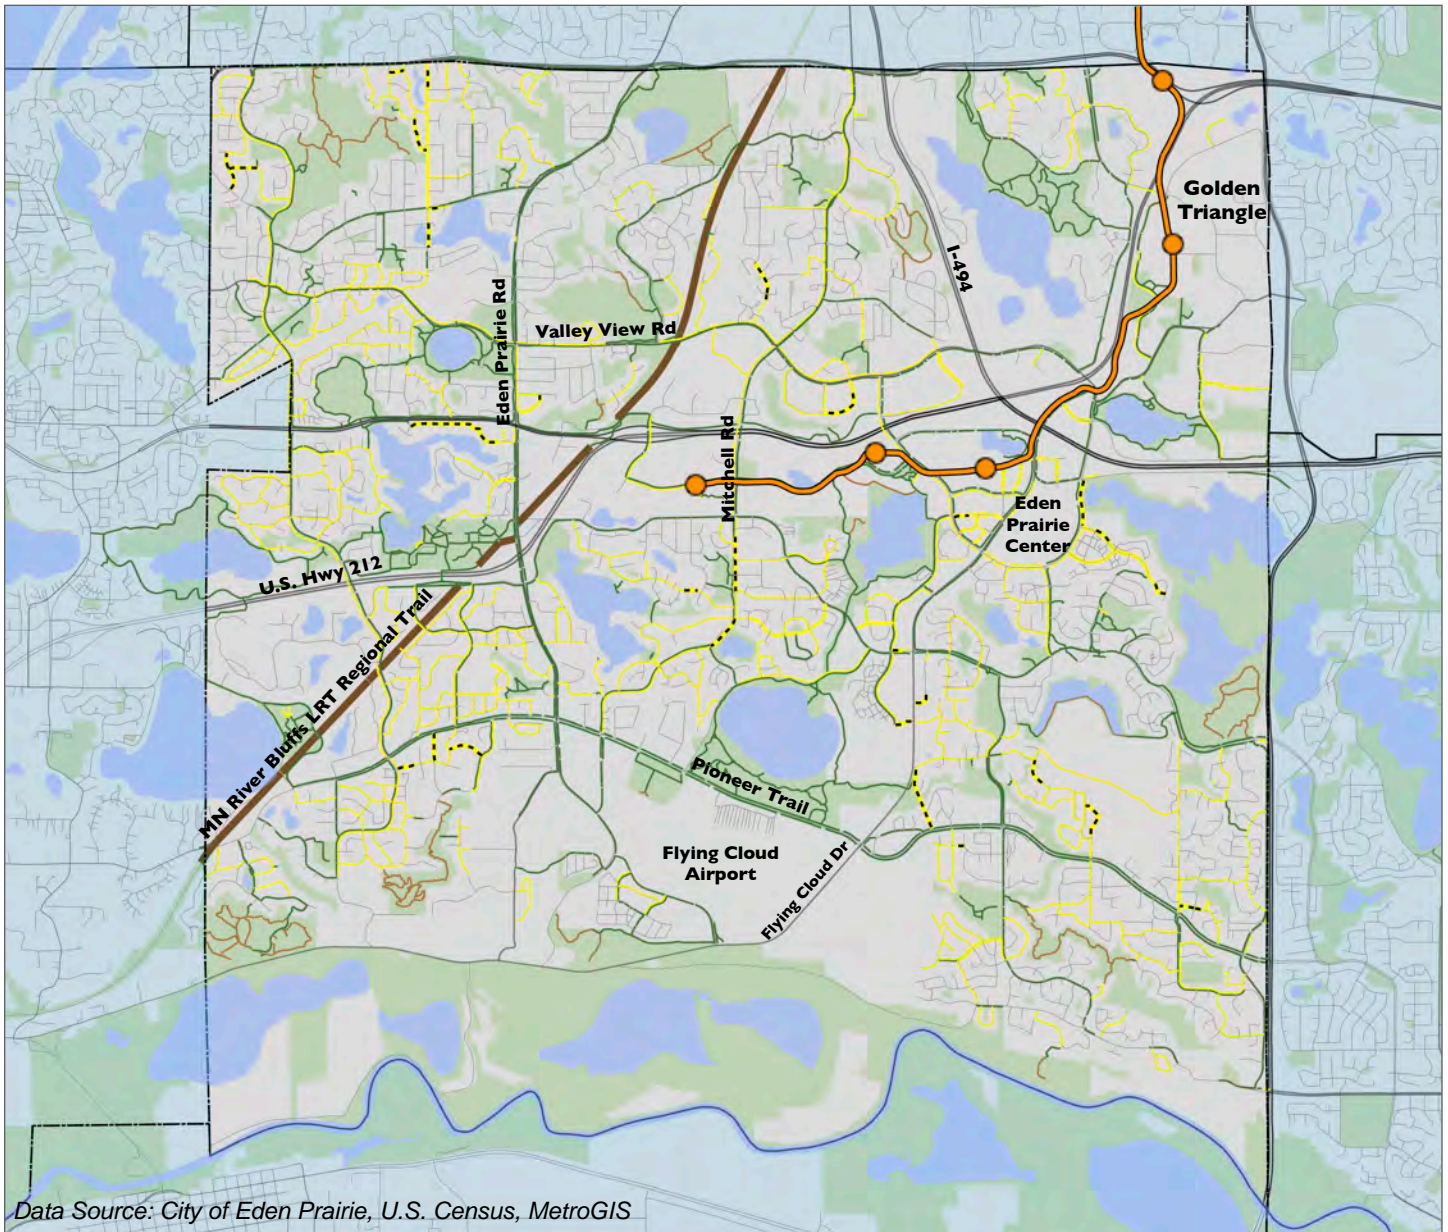 Golden
Triangle
I-494
Eden Prairie Rd
Valley View Rd
Mitchell Rd
Eden
Prairie
Center
U.S. Hwy 212
MN River Bluffs LRT Regional Trail
Pioneer Trail
Flying Cloud
Airport
Flying Cloud Dr
Data Source: City of Eden Prairie, U.S. Census, MetroGIS